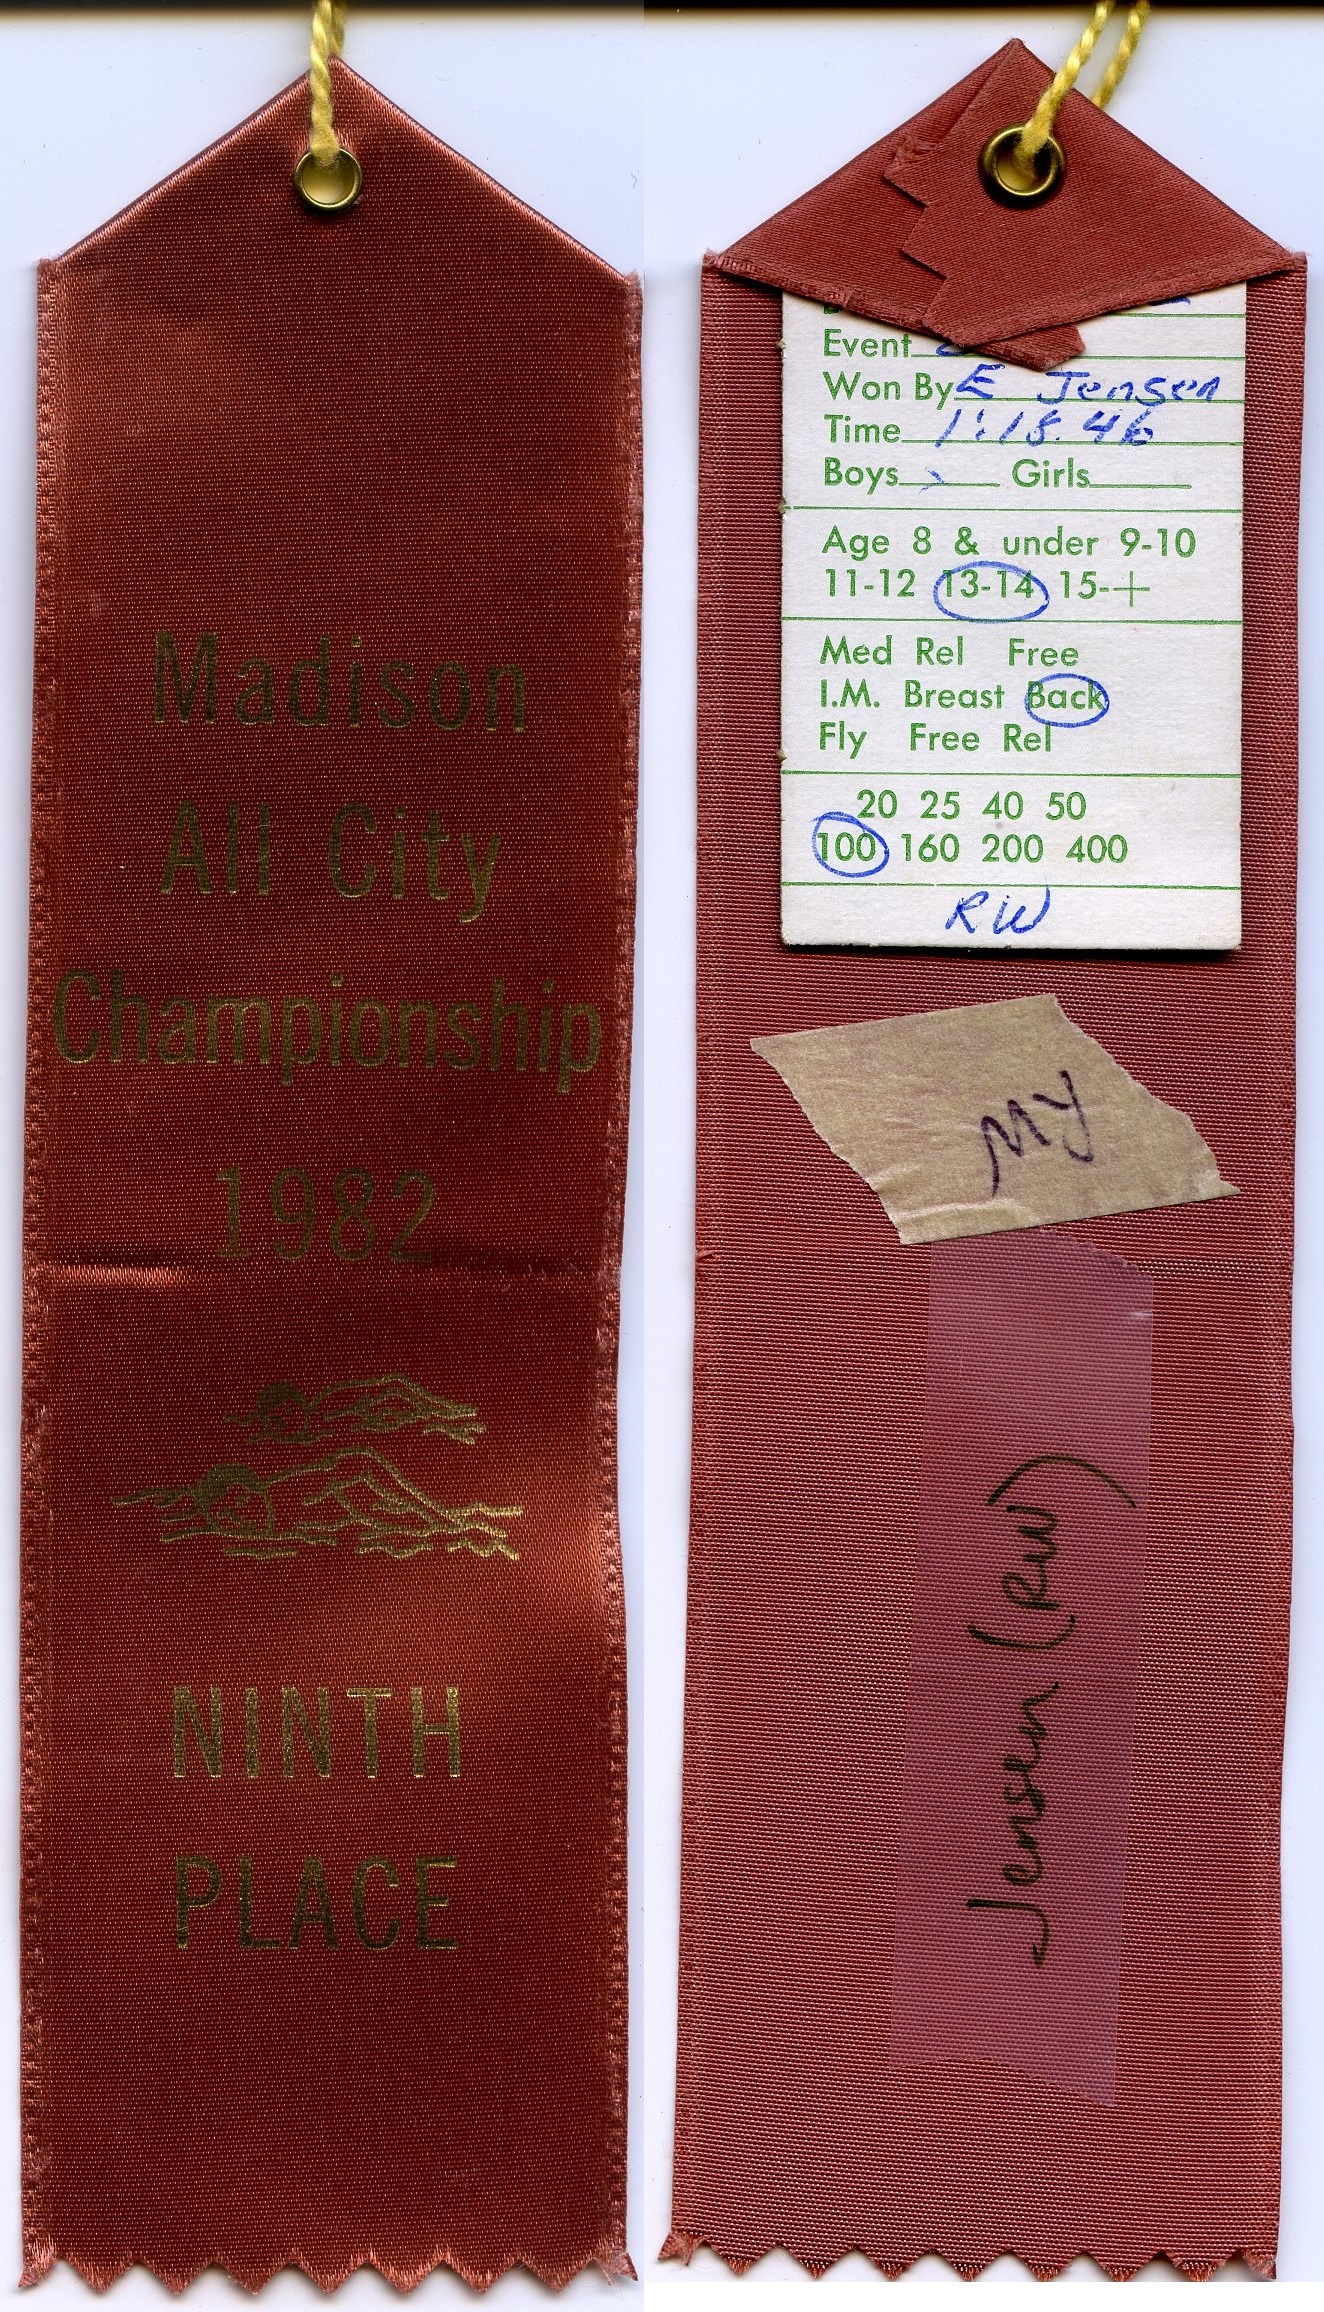 Madison
All City
Championship
1982
NINTH
PLACE
Event
Won By E Jensen
Time 1:18.46
Boys Girls
Age 8 & under 9-10
11-12 13-14 15-+
Med Rel Free
I.M. Breast Back
Fly Free Rel
20 25 40 50
100 160 200 400
RW
MY
Jensen (RW)